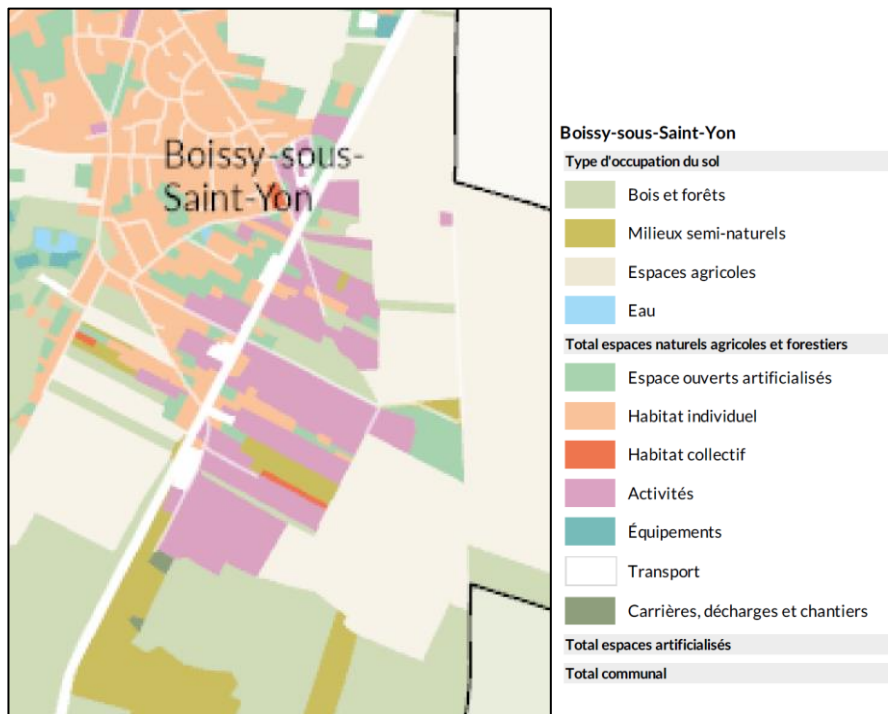 Boissy-sous-
Saint-Yon
Boissy-sous-Saint-Yon
Type d'occupation du sol
Bois et forêts
Milieux semi-naturels
Espaces agricoles
Eau
Total espaces naturels agricoles et forestiers
Espace ouverts artificialisés
Habitat individuel
Habitat collectif
Activités
Équipements
Transport
Carrières, décharges et chantiers
Total espaces artificialisés
Total communal